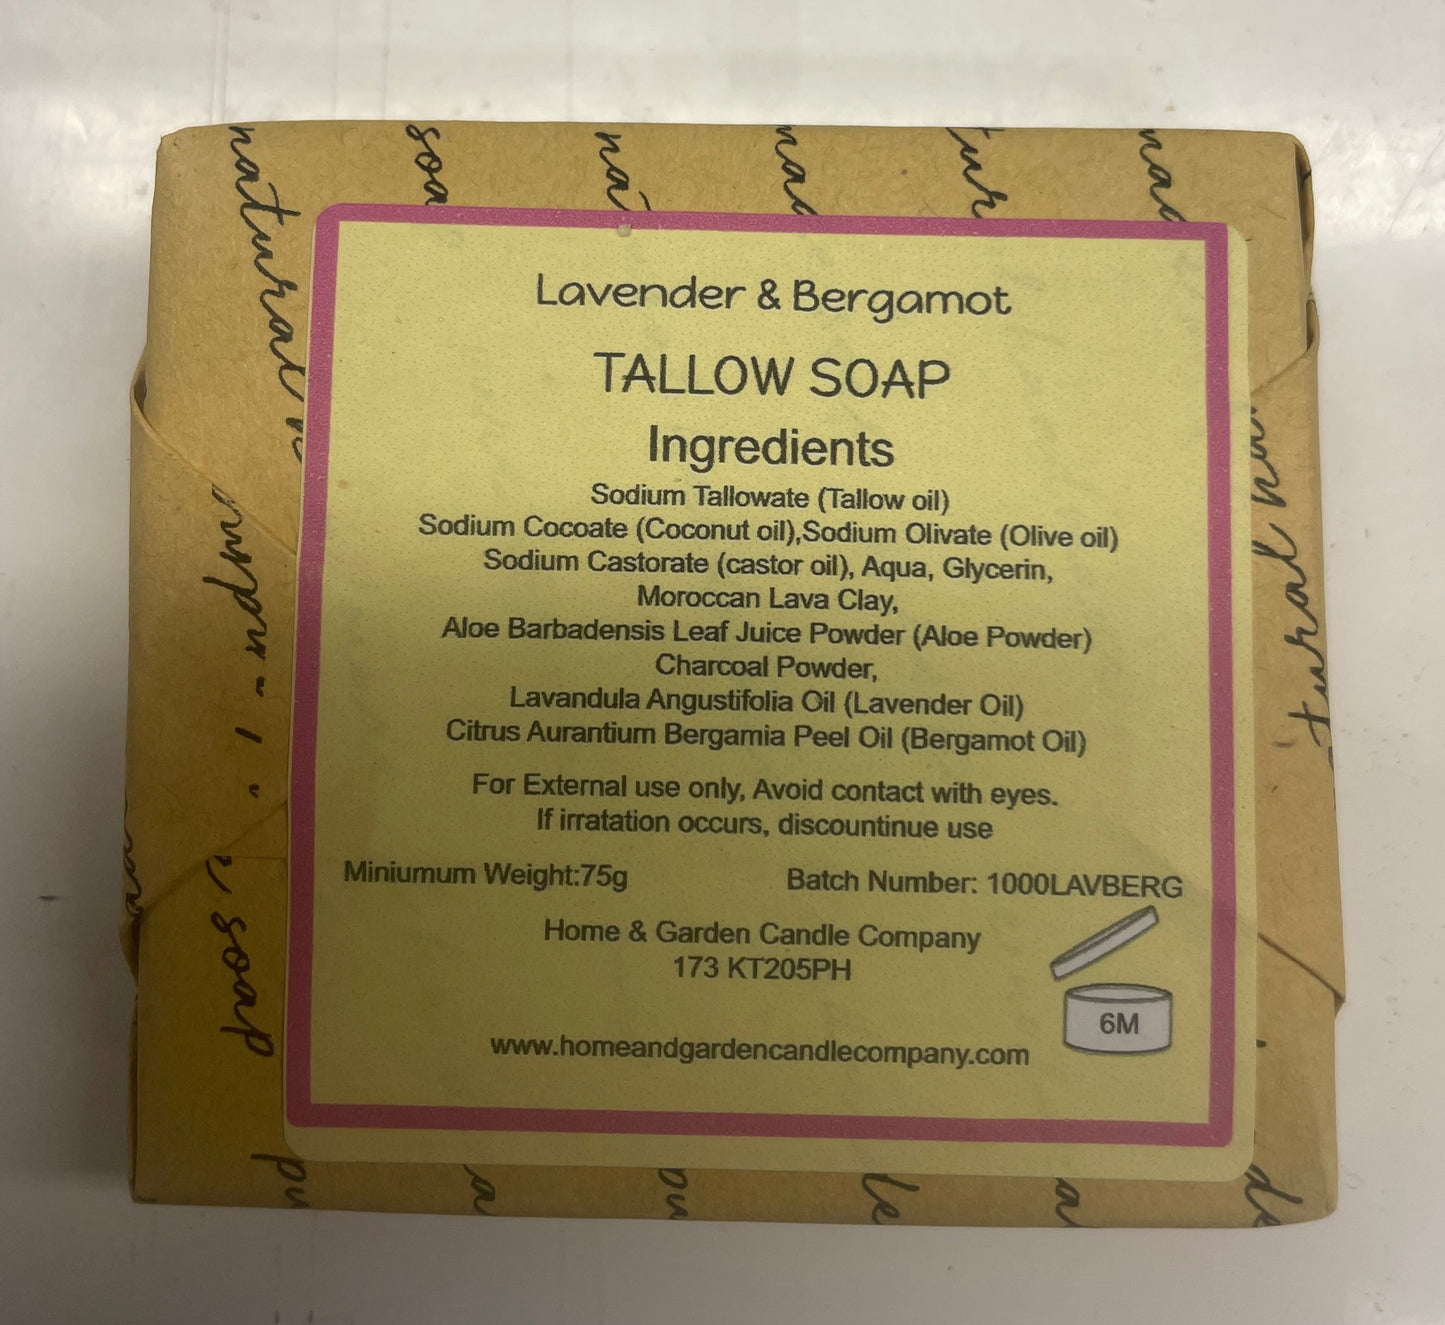 natural
soa
na
Lavender & Bergamot
TALLOW SOAP
Ingredients
Sodium Tallowate (Tallow oil)
Sodium Cocoate (Coconut oil),Sodium Olivate (Olive oil)
Sodium Castorate (castor oil), Aqua, Glycerin,
Moroccan Lava Clay,
Aloe Barbadensis Leaf Juice Powder (Aloe Powder)
Charcoal Powder,
Lavandula Angustifolia Oil (Lavender Oil)
Citrus Aurantium Bergamia Peel Oil (Bergamot Oil)
For External use only, Avoid contact with eyes.
If irratation occurs, discountinue use
Miniumum Weight:75g
Batch Number: 1000LAVBERG
Home & Garden Candle Company
173 KT205PH
6M
www.homeandgardencandlecompany.com
soap